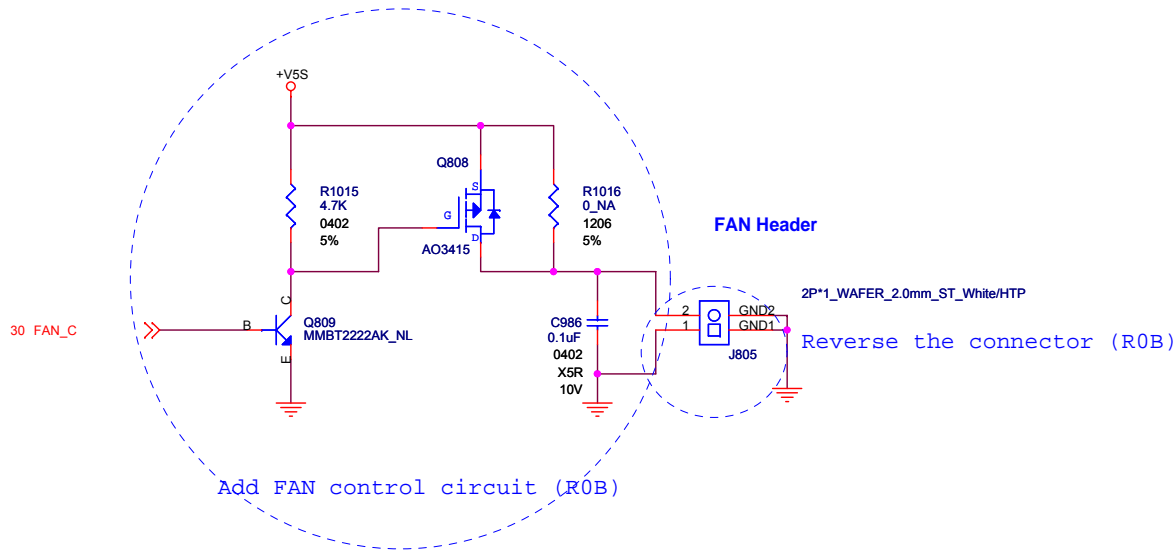 +V5S
Q808
R1015
4.7K
0402
5%
S
G
D
AO3415
R1016
0_NA
1206
5%
FAN Header
2P*1_WAFER_2.0mm_ST_White/HTP
30 FAN_C
B
C
E
Q809
MMBT2222AK_NL
C986
0.1uF
0402
X5R
10V
2
1
GND2
GND1
J805
Reverse the connector (R0B)
Add FAN control circuit (R0B)